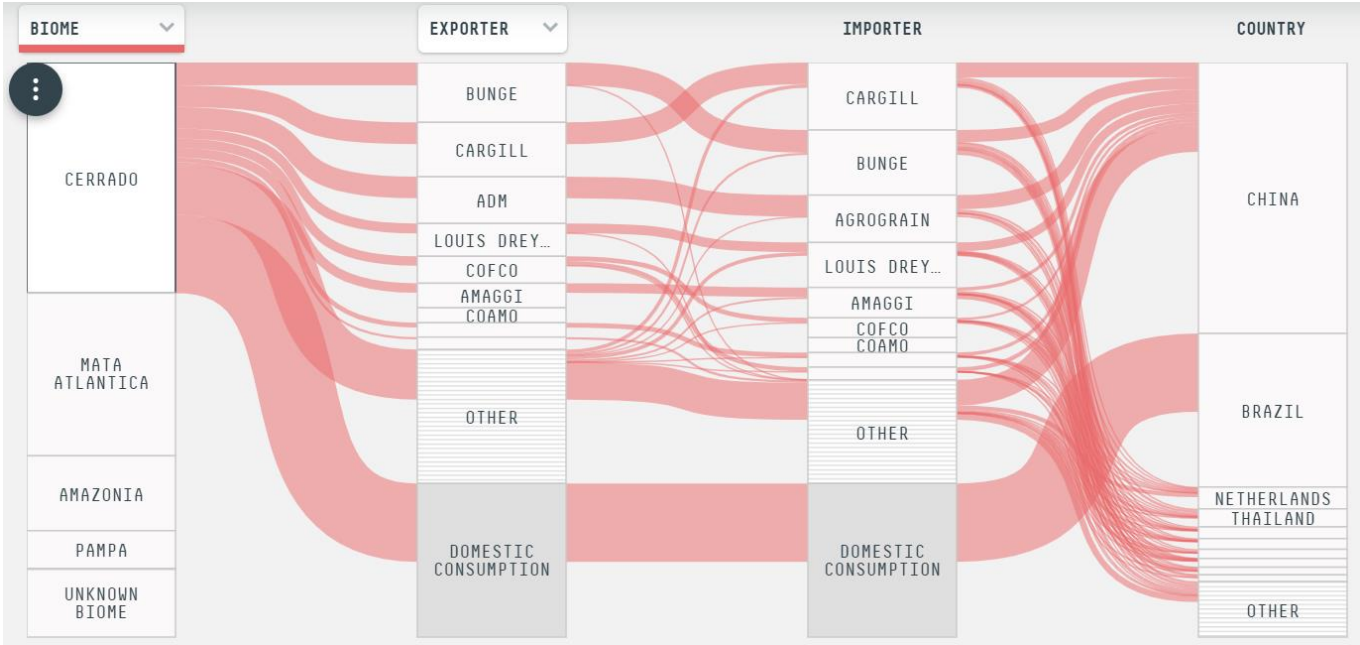 BIOME
EXPORTER
IMPORTER
COUNTRY
CERRADO
MATA
ATLANTICA
AMAZONIA
PAMPA
UNKNOWN
BIOME
BUNGE
CARGILL
ADM
LOUIS DREY…
COFCO
AMAGGI
COAMO
OTHER
DOMESTIC
CONSUMPTION
CARGILL
BUNGE
AGROGRAIN
LOUIS DREY…
AMAGGI
COFCO
COAMO
OTHER
DOMESTIC
CONSUMPTION
CHINA
BRAZIL
NETHERLANDS
THAILAND
OTHER